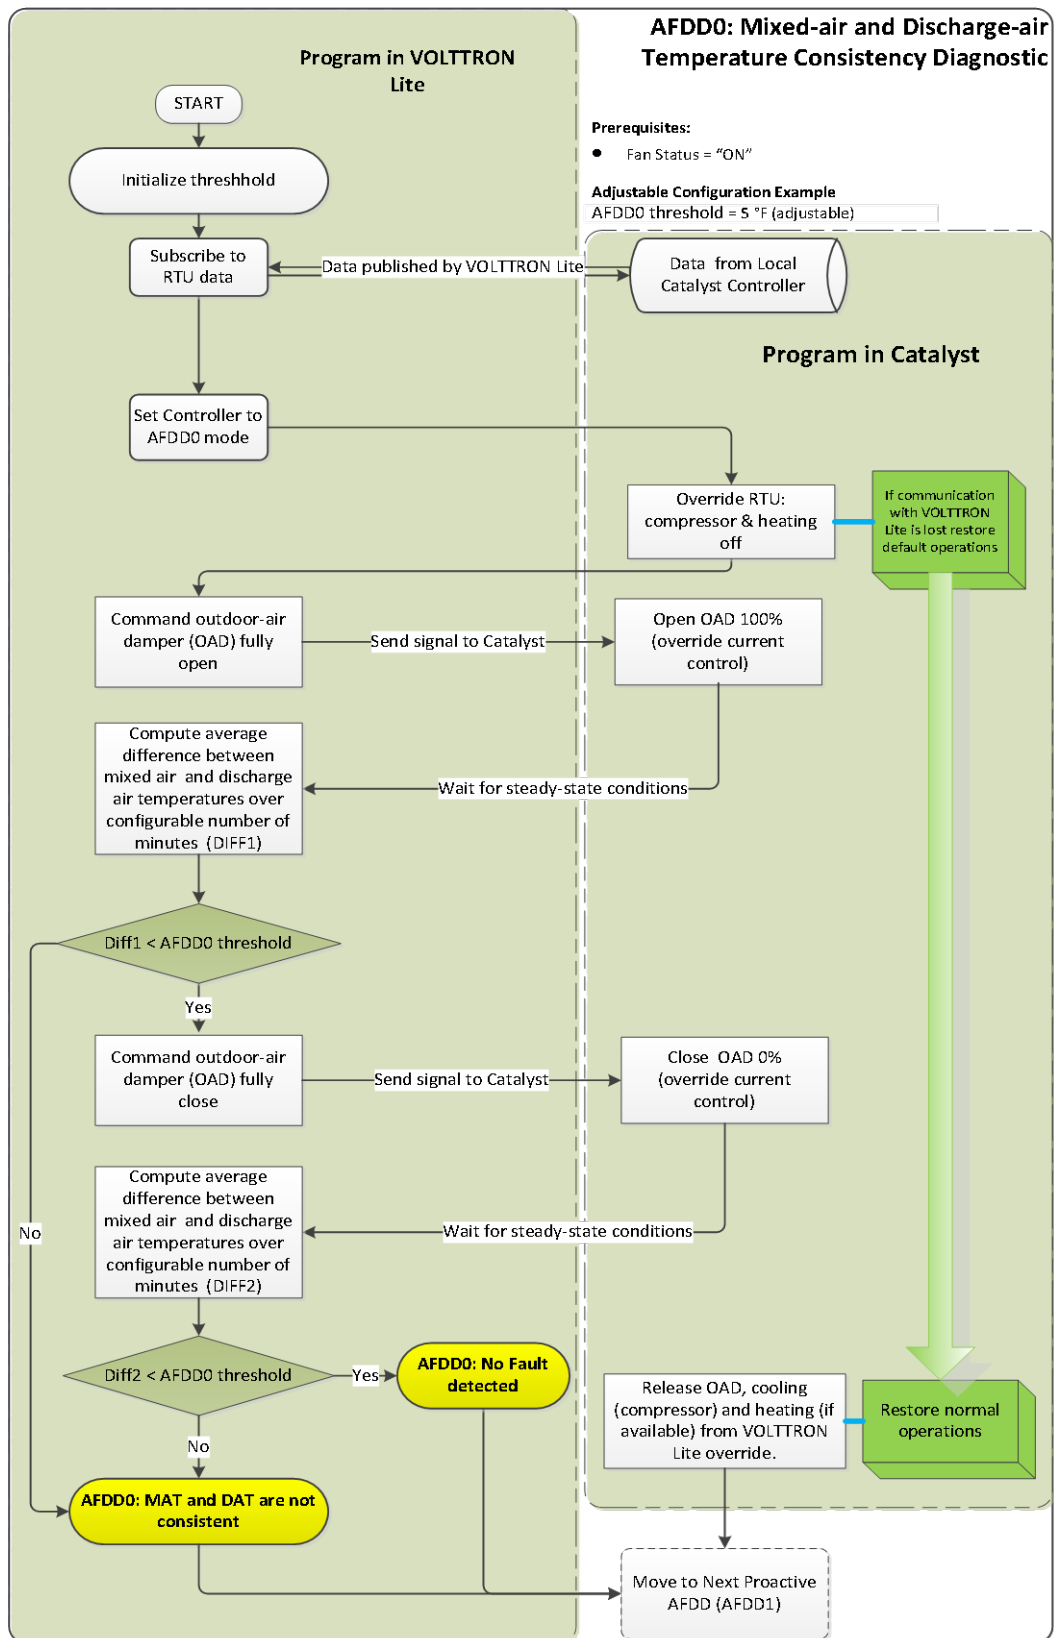 AFDD0: Mixed-air and Discharge-air
Temperature Consistency Diagnostic
Program in VOLTTRON
Lite
START
Prerequisites:
● Fan Status = “ON”
Initialize threshhold
Adjustable Configuration Example
AFDD0 threshold = 5 °F (adjustable)
Subscribe to
RTU data
Data published by VOLTTRON Lite
Data from Local
Catalyst Controller
Program in Catalyst
Set Controller to
AFDD0 mode
Override RTU:
compressor & heating
off
If communication
with VOLTTRON
Lite is lost restore
default operations
Command outdoor-air
damper (OAD) fully
open
Send signal to Catalyst
Open OAD 100%
(override current
control)
Compute average
difference between
mixed air and discharge
air temperatures over
configurable number of
minutes (DIFF1)
Wait for steady-state conditions
Diff1 < AFDD0 threshold
Yes
Command outdoor-air
damper (OAD) fully
close
Send signal to Catalyst
Close OAD 0%
(override current
control)
Compute average
difference between
mixed air and discharge
air temperatures over
configurable number of
minutes (DIFF2)
Wait for steady-state conditions
No
Diff2 < AFDD0 threshold
Yes
AFDD0: No Fault
detected
Release OAD, cooling
(compressor) and heating (if
available) from VOLTTRON
Lite override.
Restore normal
operations
No
AFDD0: MAT and DAT are not
consistent
Move to Next Proactive
AFDD (AFDD1)